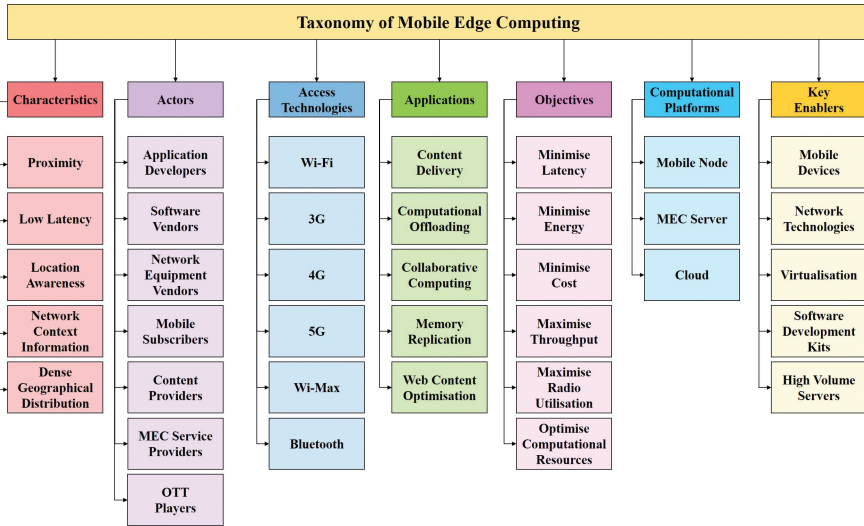 Taxonomy of Mobile Edge Computing
Characteristics
Proximity
Low Latency
Location
Awareness
Network
Context
Information
Dense
Geographical
Distribution
Actors
Application
Developers
Software
Vendors
Network
Equipment
Vendors
Mobile
Subscribers
Content
Providers
MEC Service
Providers
OTT
Players
Access
Technologies
Wi-Fi
3G
4G
5G
Wi-Max
Bluetooth
Applications
Content
Delivery
Computational
Offloading
Collaborative
Computing
Memory
Replication
Web Content
Optimisation
Objectives
Minimise
Latency
Minimise
Energy
Minimise
Cost
Maximise
Throughput
Maximise
Radio
Utilisation
Optimise
Computational
Resources
Computational
Platforms
Mobile Node
MEC Server
Cloud
Key
Enablers
Mobile
Devices
Network
Technologies
Virtualisation
Software
Development
Kits
High Volume
Servers